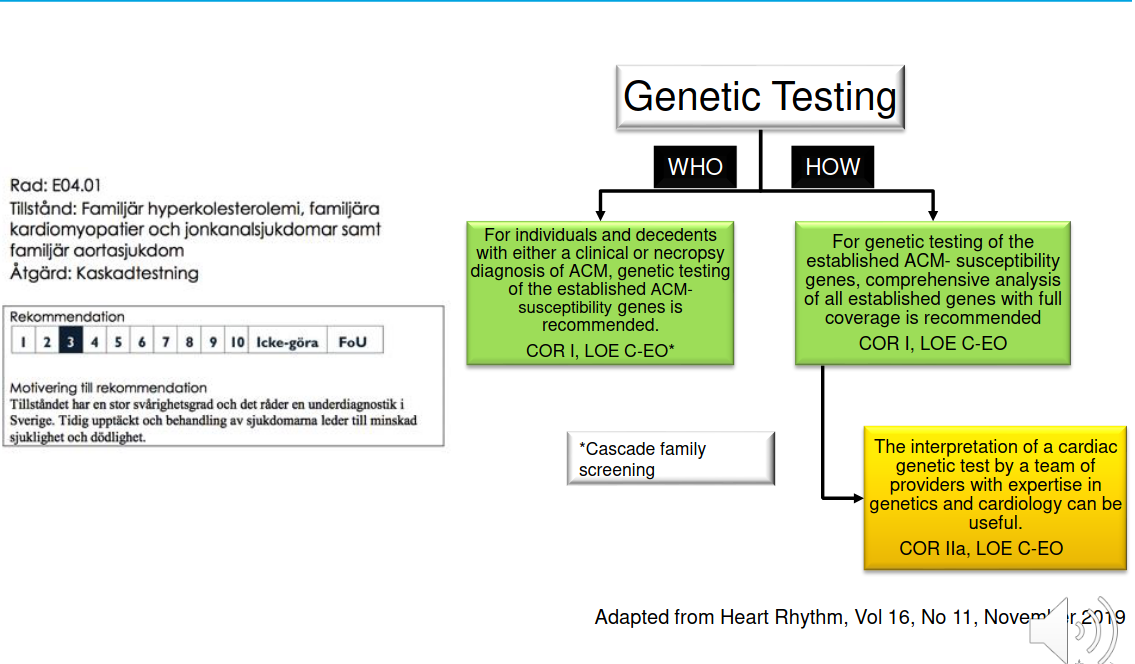 Genetic Testing
WHO
HOW
Rad: E04.01
Tillstånd: Familjär hyperkolesterolemi, familjära
kardiomyopatier och jonkanalsjukdomar samt
familjär aortasjukdom
Åtgärd: Kaskadtestning
Rekommendation
1 2 3 4 5 6 7 8 9 10 Icke-göra FoU
Motivering till rekommendation
Tillståndet har en stor svårighetsgrad och det råder en underdiagnostik i
Sverige. Tidig upptäckt och behandling av sjukdomarna leder till minskad
sjuklighet och dödlighet.
For individuals and decedents
with either a clinical or necropsy
diagnosis of ACM, genetic testing
of the established ACM-
susceptibility genes is
recommended.
COR I, LOE C-EO*
For genetic testing of the
established ACM- susceptibility
genes, comprehensive analysis
of all established genes with full
coverage is recommended
COR I, LOE C-EO
*Cascade family
screening
The interpretation of a cardiac
genetic test by a team of
providers with expertise in
genetics and cardiology can be
useful.
COR IIa, LOE C-EO
Adapted from Heart Rhythm, Vol 16, No 11, November 2019